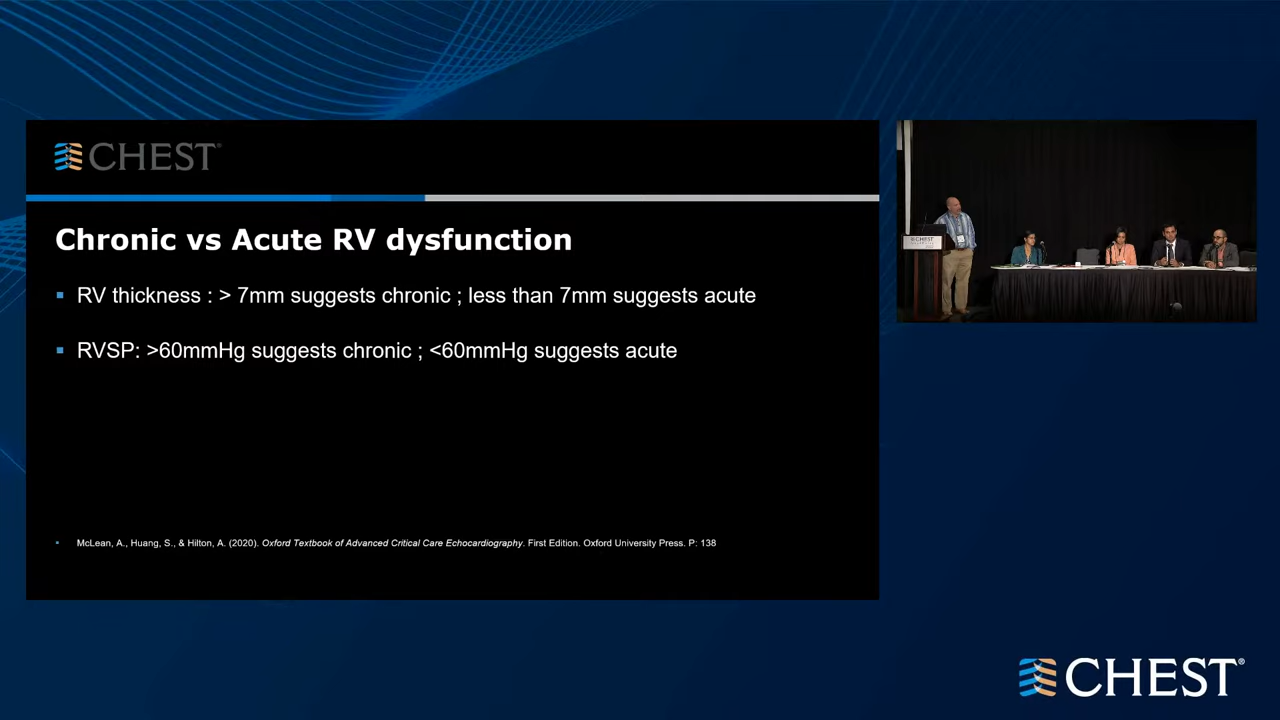 CHEST®
Chronic vs Acute RV dysfunction
▪ RV thickness : > 7mm suggests chronic ; less than 7mm suggests acute
▪ RVSP: >60mmHg suggests chronic ; <60mmHg suggests acute
▪ McLean, A., Huang, S., & Hilton, A. (2020). Oxford Textbook of Advanced Critical Care Echocardiography. First Edition. Oxford University Press. P: 138
CHEST
CHEST®